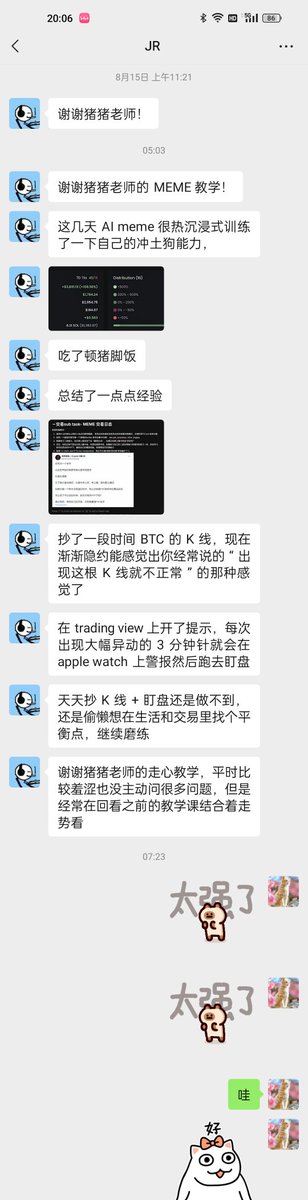 20:06
HD
5G
86
JR
8月15日 上午11:21
谢谢猪猪老师！
05:03
谢谢猪猪老师的 MEME 教学！
这几天 AI meme 很热沉浸式训练
了一下自己的冲土狗能力，
Distribution (16)
吃了顿猪脚饭
总结了一点点经验
抄了一段时间 BTC 的 K 线，现在
渐渐隐约能感觉出你经常说的“ 出
现这根 K 线就不正常 ”的那种感
觉了
在 trading view 上开了提示，每次
出现大幅异动的 3 分钟针就会在
apple watch 上警报然后跑去盯盘
天天抄 K 线 + 盯盘还是做不到，
还是偷懒想在生活和交易里找个平
衡点，继续磨练
谢谢猪猪老师的走心教学，平时比
较羞涩也没主动问很多问题，但是
经常在回看之前的教学课结合着走
势看
07:23
太强了
太强了
哇
好